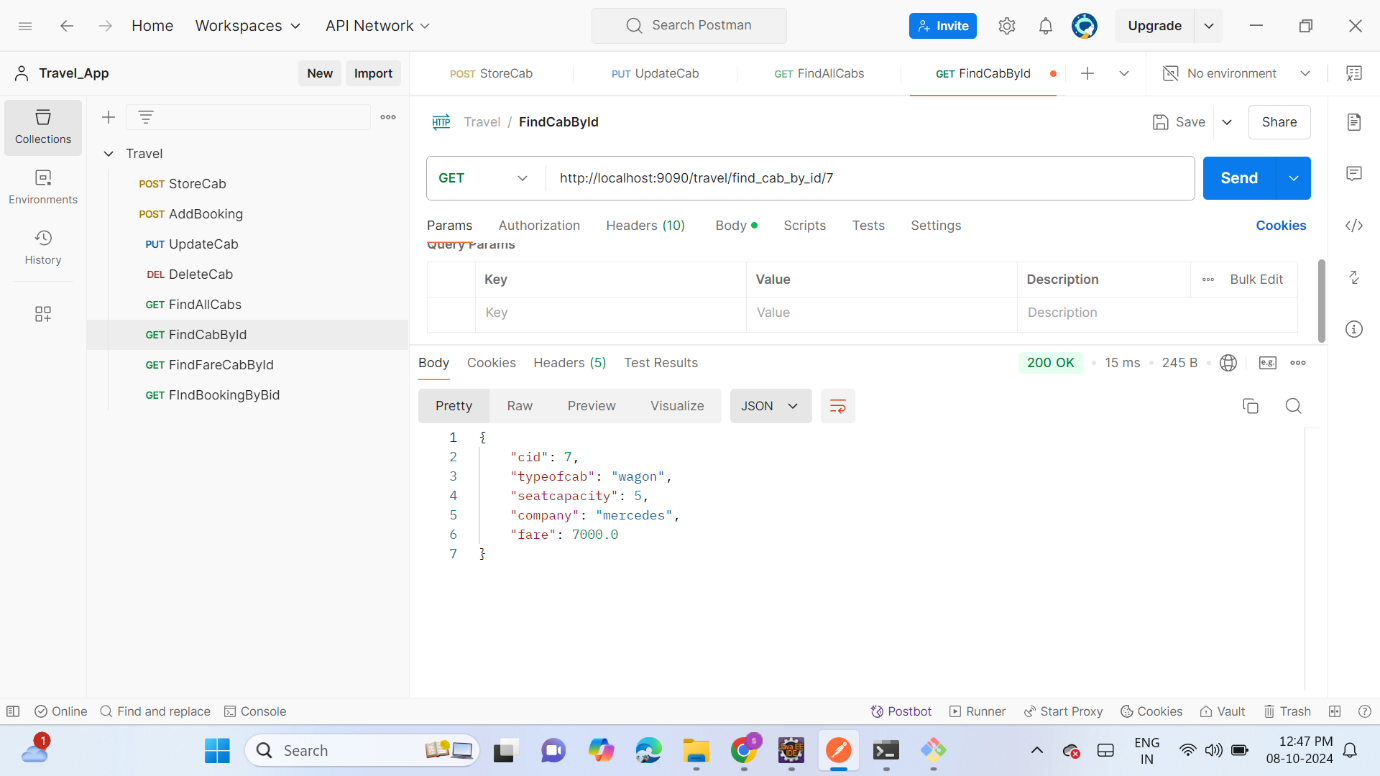 Home Workspaces API Network Search Postman Invite Upgrade
Travel_App New Import POST StoreCab PUT UpdateCab GET FindAllCabs GET FindCabById No environment
Collections
Environments
History
Travel
POST StoreCab
POST AddBooking
PUT UpdateCab
DEL DeleteCab
GET FindAllCabs
GET FindCabById
GET FindFareCabById
GET FIndBookingByBid
HTTP Travel / FindCabById Save Share
GET http://localhost:9090/travel/find_cab_by_id/7 Send
Params Authorization Headers (10) Body Scripts Tests Settings Cookies
Query Params
Key Value Description Bulk Edit
Key Value Description
Body Cookies Headers (5) Test Results 200 OK 15 ms 245 B e.g.
Pretty Raw Preview Visualize JSON
1 {
2 "cid": 7,
3 "typeofcab": "wagon",
4 "seatcapacity": 5,
5 "company": "mercedes",
6 "fare": 7000.0
7 }
Online Find and replace Console Postbot Runner Start Proxy Cookies Vault Trash
1 Search S Java EE IDE ENG IN 12:47 PM
08-10-2024